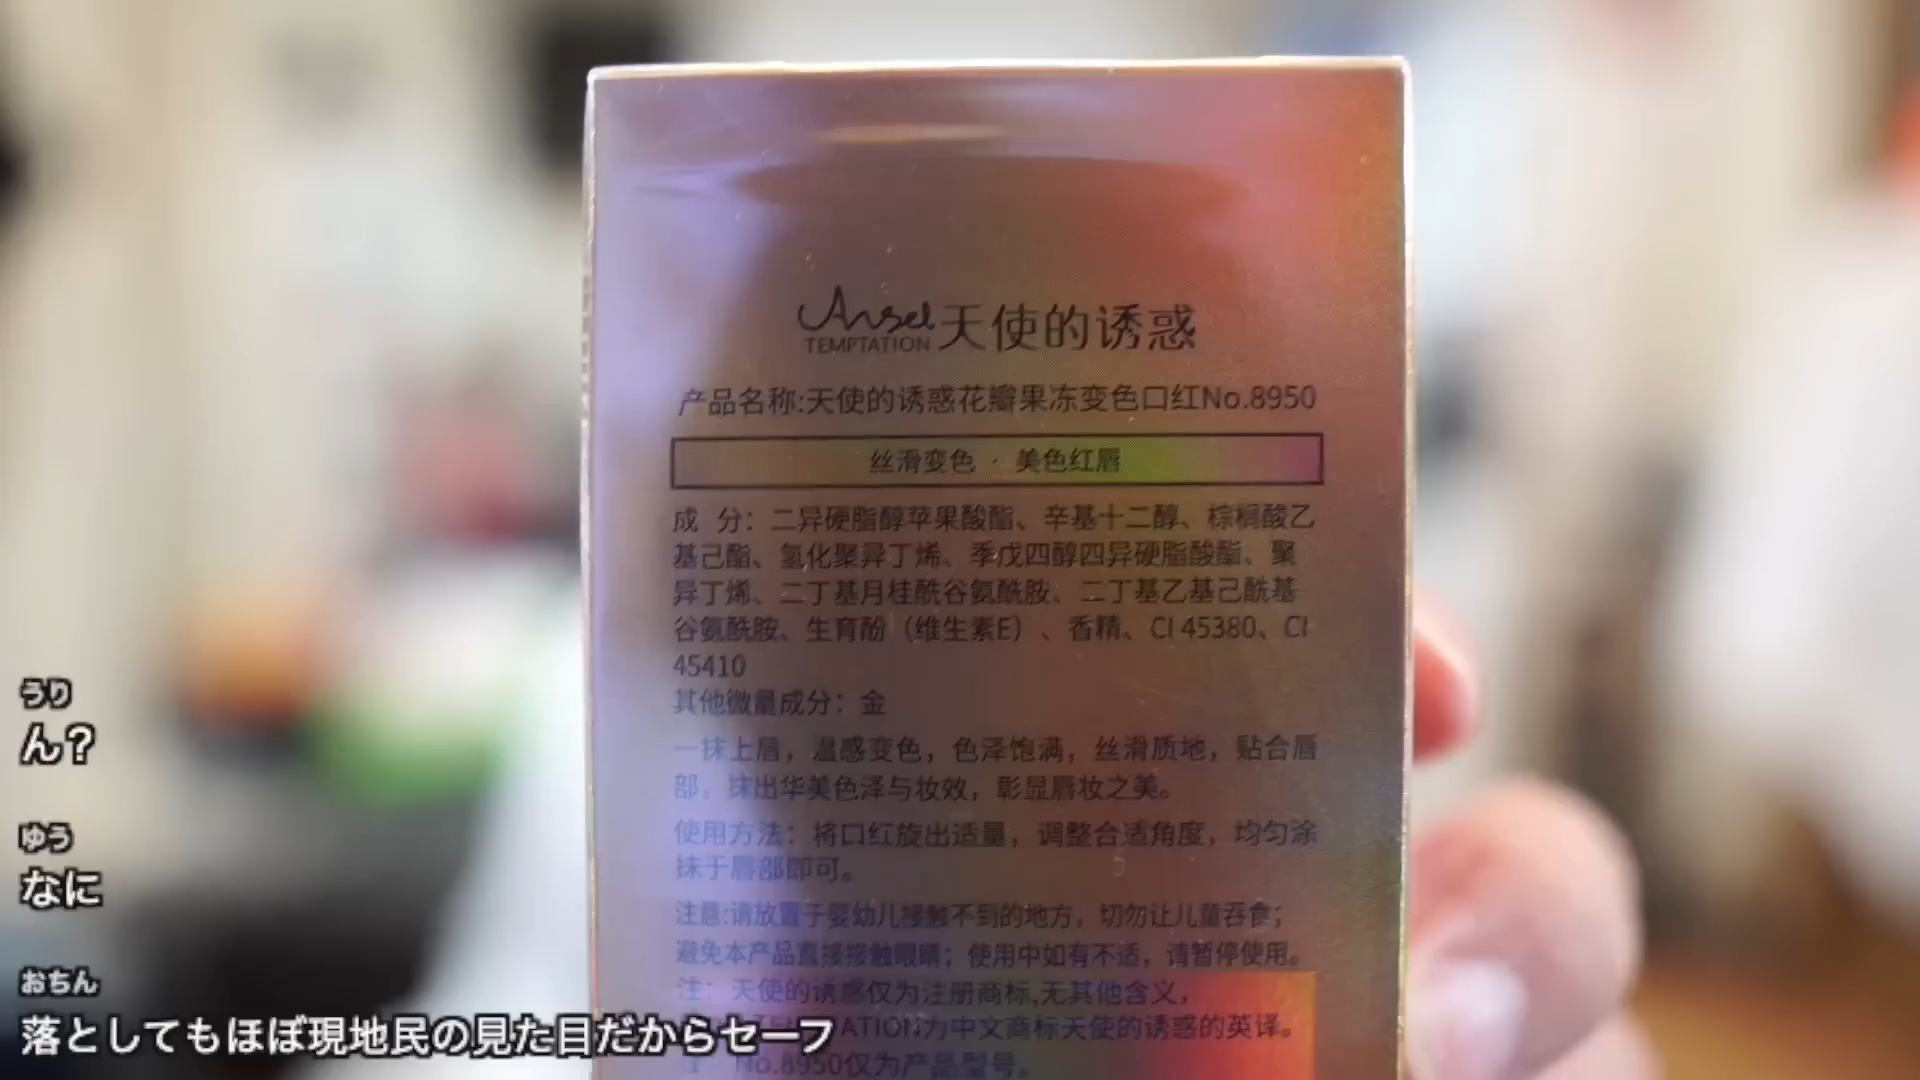 Angel
TEMPTATION 天使的诱惑
产品名称:天使的诱惑花瓣果冻变色口红No.8950
丝滑变色 · 美色红唇
成 分：二异硬脂醇苹果酸酯、辛基十二醇、棕榈酸乙
基己酯、氢化聚异丁烯、季戊四醇四异硬脂酸酯、聚
异丁烯、二丁基月桂酰谷氨酰胺、二丁基乙基己酰基
谷氨酰胺、生育酚（维生素E）、香精、CI 45380、CI
45410
其他微量成分：金
一抹上唇，温感变色，色泽饱满，丝滑质地，贴合唇
部，抹出华美色泽与妆效，彰显唇妆之美。
使用方法：将口红旋出适量，调整合适角度，均匀涂
抹于唇部即可。
注意:请放置于婴幼儿接触不到的地方，切勿让儿童吞食；
避免本产品直接接触眼睛；使用中如有不适，请暂停使用。
注：天使的诱惑仅为注册商标,无其他含义，
ATION为中文商标天使的诱惑的英译。
No.8950仅为产品型号。
うり
ん？
ゆう
なに
おちん
落としてもほぼ現地民の見た目だからセーフ